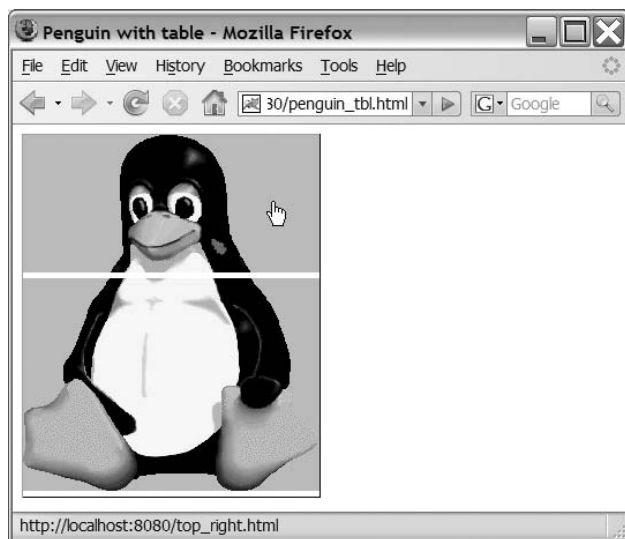 Penguin with table - Mozilla Firefox
File Edit View History Bookmarks Tools Help
30/penguin_tbl.html G Google
http://localhost:8080/top_right.html